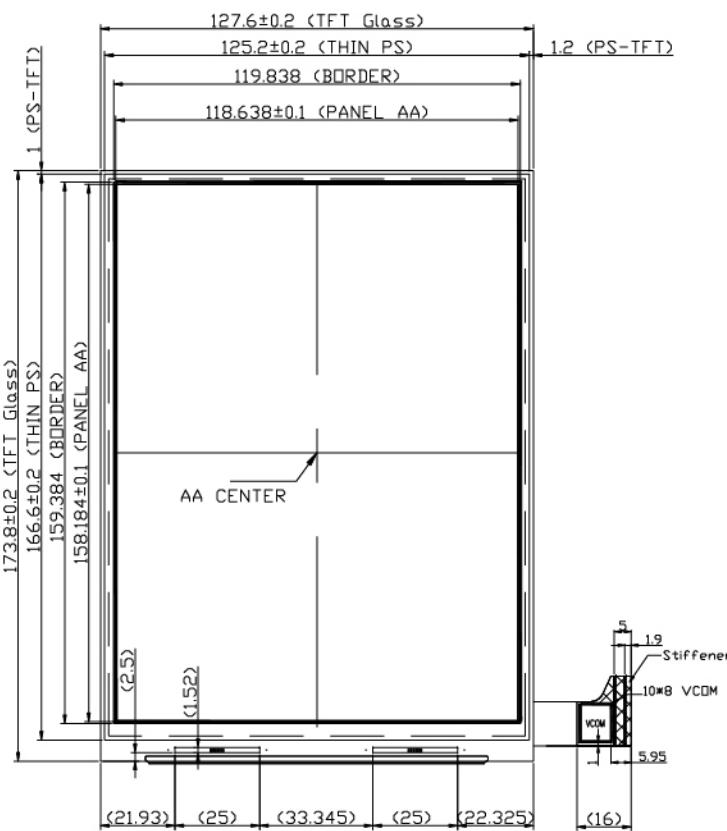 127.6±0.2 (TFT Glass)
125.2±0.2 (THIN PS)
1.2 (PS-TFT)
119.838 (BORDER)
118.638±0.1 (PANEL AA)
1 (PS-TFT)
173.8±0.2 (TFT Glass)
166.6±0.2 (THIN PS)
159.384 (BORDER)
158.184±0.1 (PANEL AA)
AA CENTER
(2.5)
(1.52)
5
1.9
Stiffener
10*8 VCOM
VCOM
1
5.95
(21.93)
(25)
(33.345)
(25)
(22.325)
(16)